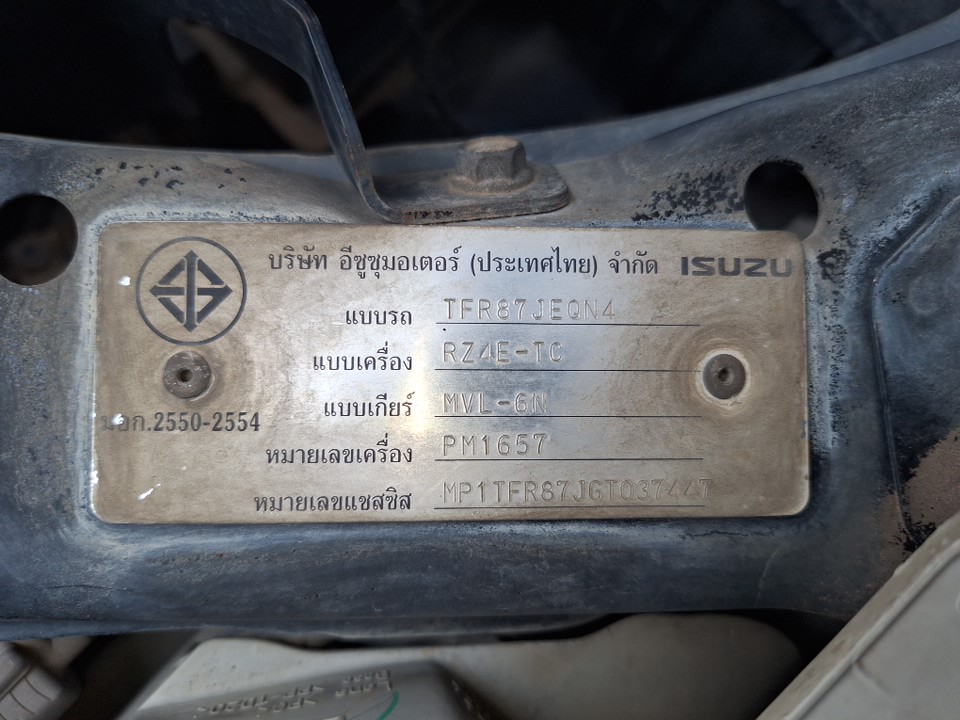 บริษัท อีซูซุมอเตอร์ (ประเทศไทย) จำกัด ISUZU
แบบรถ TFR87JEQN4
แบบเครื่อง RZ4E-TC
แบบเกียร์ MVL-6N
มอก.2550-2554
หมายเลขเครื่อง PM1657
หมายเลขแชสซิส MP1TFR87JGT037447